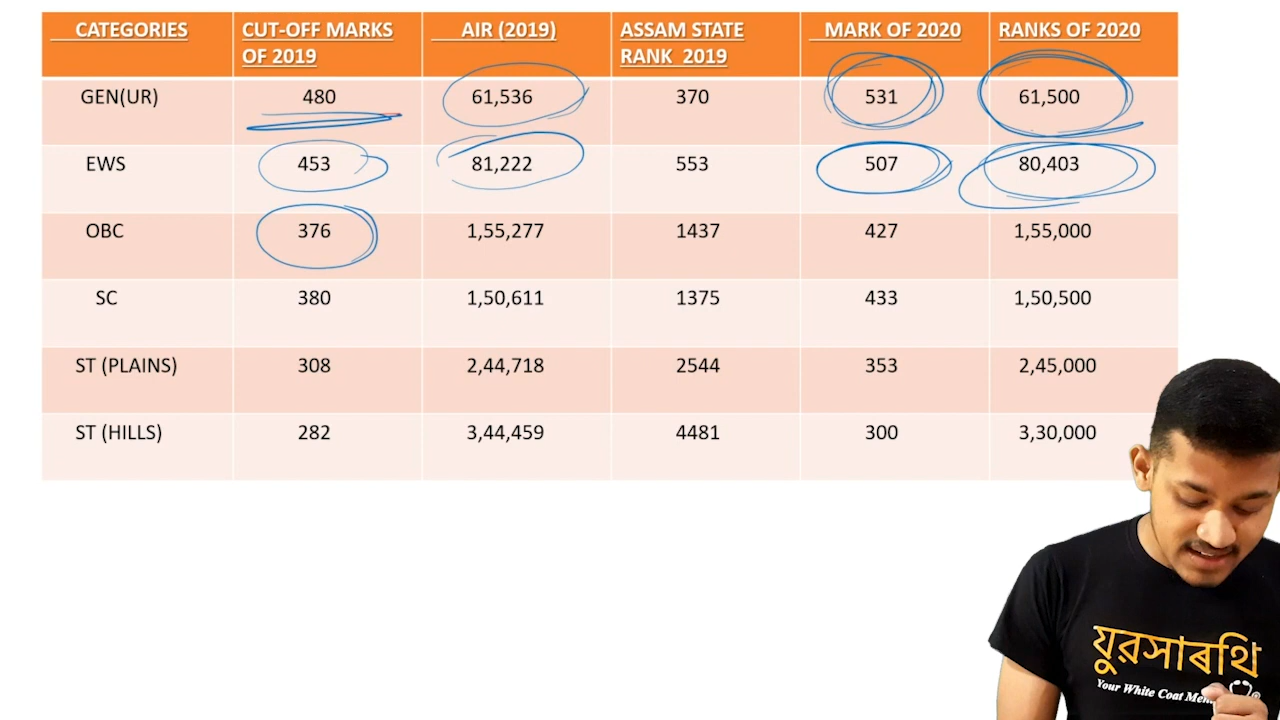 CATEGORIES CUT-OFF MARKS OF 2019 AIR (2019) ASSAM STATE RANK 2019 MARK OF 2020 RANKS OF 2020
GEN(UR) 480 61,536 370 531 61,500
EWS 453 81,222 553 507 80,403
OBC 376 1,55,277 1437 427 1,55,000
SC 380 1,50,611 1375 433 1,50,500
ST (PLAINS) 308 2,44,718 2544 353 2,45,000
ST (HILLS) 282 3,44,459 4481 300 3,30,000
যুৱসাৰথি
Your White Coat